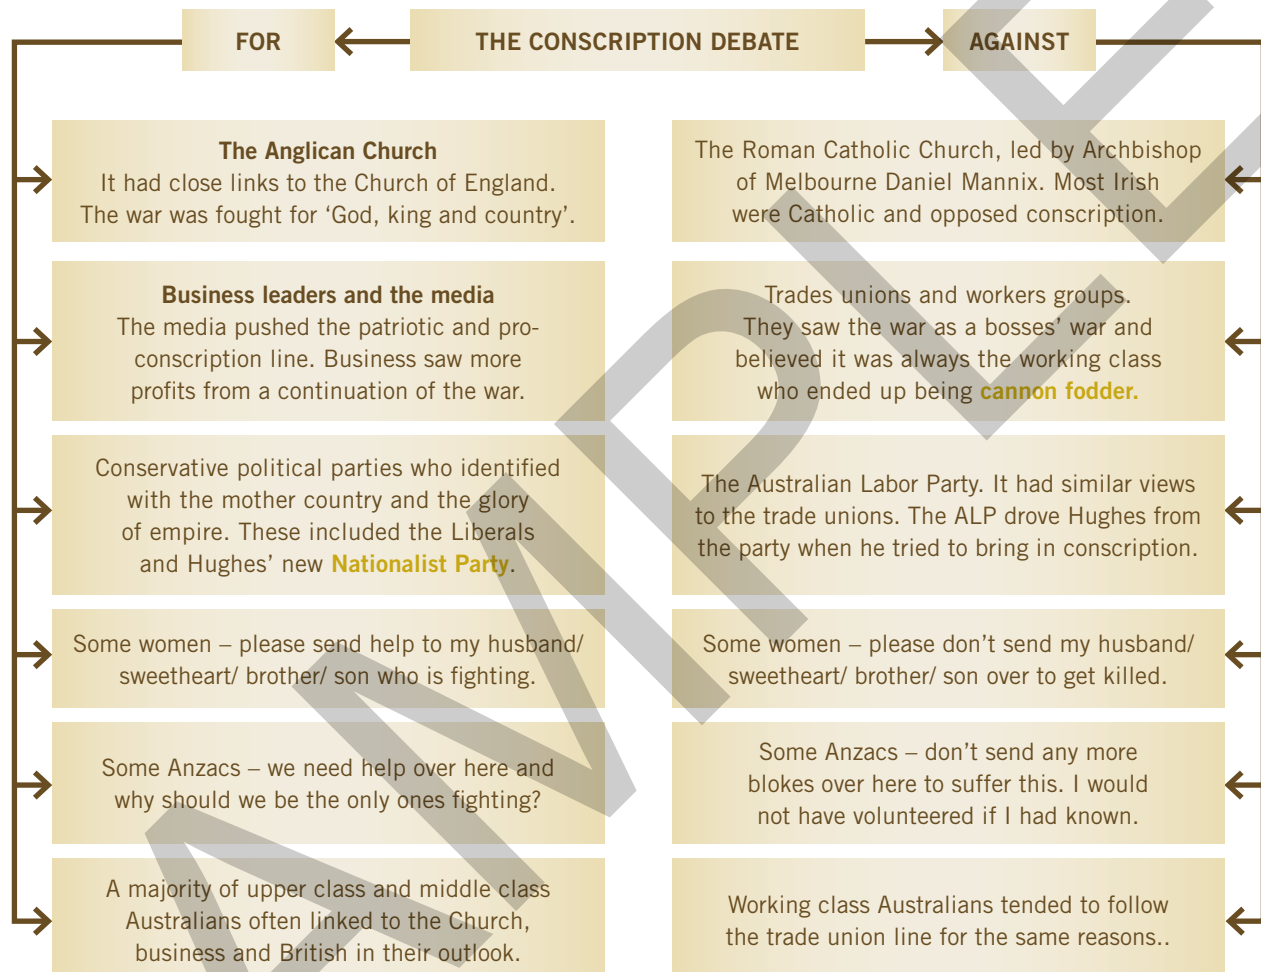 FOR
THE CONSCRIPTION DEBATE
AGAINST
The Anglican Church
It had close links to the Church of England.
The war was fought for ‘God, king and country’.
Business leaders and the media
The media pushed the patriotic and pro-
conscription line. Business saw more
profits from a continuation of the war.
Conservative political parties who identified
with the mother country and the glory
of empire. These included the Liberals
and Hughes’ new Nationalist Party.
Some women – please send help to my husband/
sweetheart/ brother/ son who is fighting.
Some Anzacs – we need help over here and
why should we be the only ones fighting?
A majority of upper class and middle class
Australians often linked to the Church,
business and British in their outlook.
The Roman Catholic Church, led by Archbishop
of Melbourne Daniel Mannix. Most Irish
were Catholic and opposed conscription.
Trades unions and workers groups.
They saw the war as a bosses’ war and
believed it was always the working class
who ended up being cannon fodder.
The Australian Labor Party. It had similar views
to the trade unions. The ALP drove Hughes from
the party when he tried to bring in conscription.
Some women – please don’t send my husband/
sweetheart/ brother/ son over to get killed.
Some Anzacs – don’t send any more
blokes over here to suffer this. I would
not have volunteered if I had known.
Working class Australians tended to follow
the trade union line for the same reasons..
AMPLE